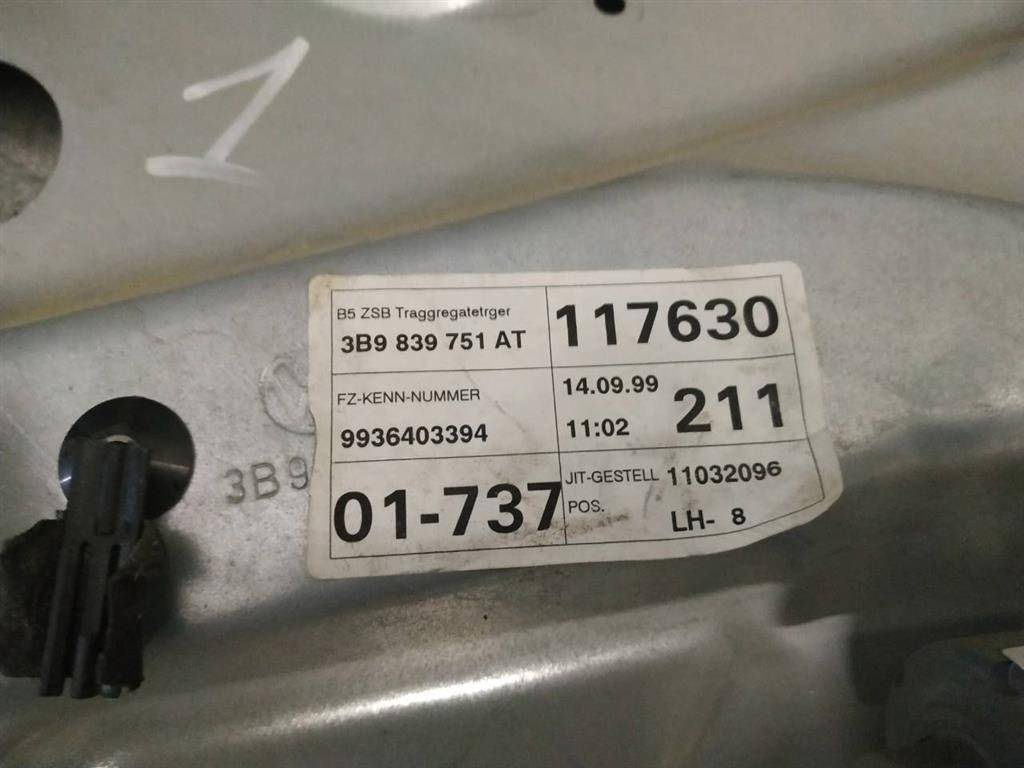 1
B5 ZSB Traggregatetrger
3B9 839 751 AT
117630
FZ-KENN-NUMMER
9936403394
14.09.99
11:02
211
01-737
JIT-GESTELL 11032096
POS.
LH- 8
3B9